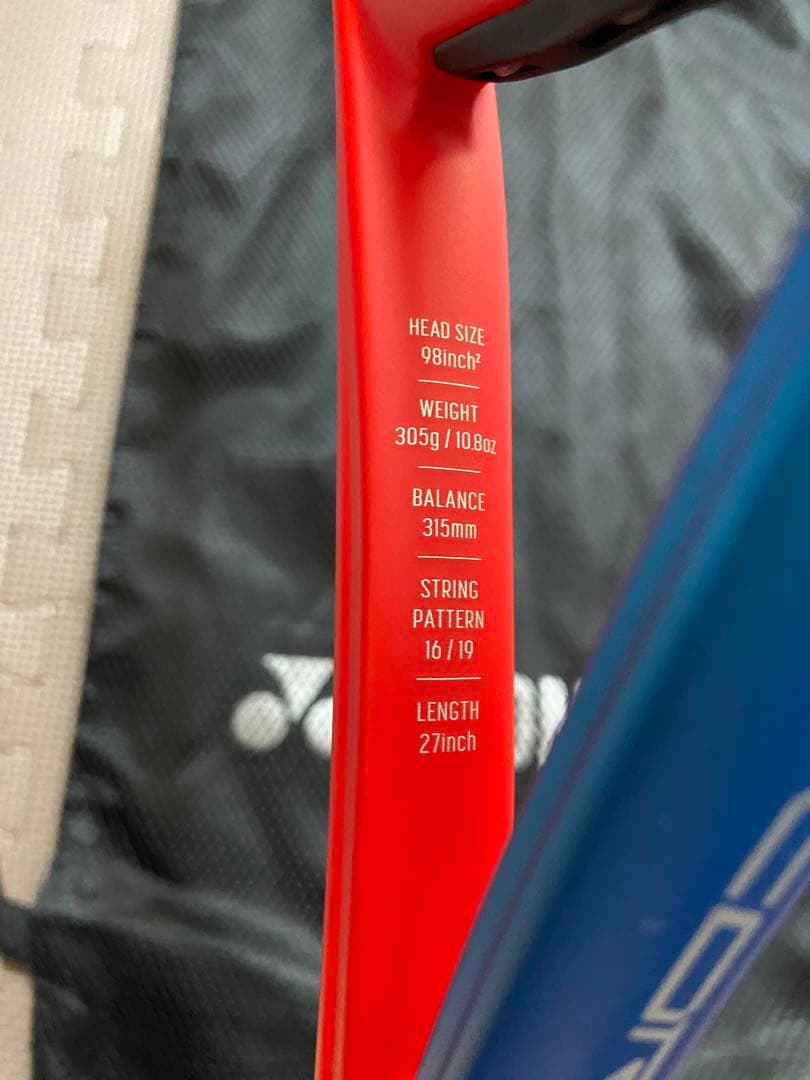 HEAD SIZE
98inch²
WEIGHT
305g / 10.8oz
BALANCE
315mm
STRING
PATTERN
16 / 19
LENGTH
27inch